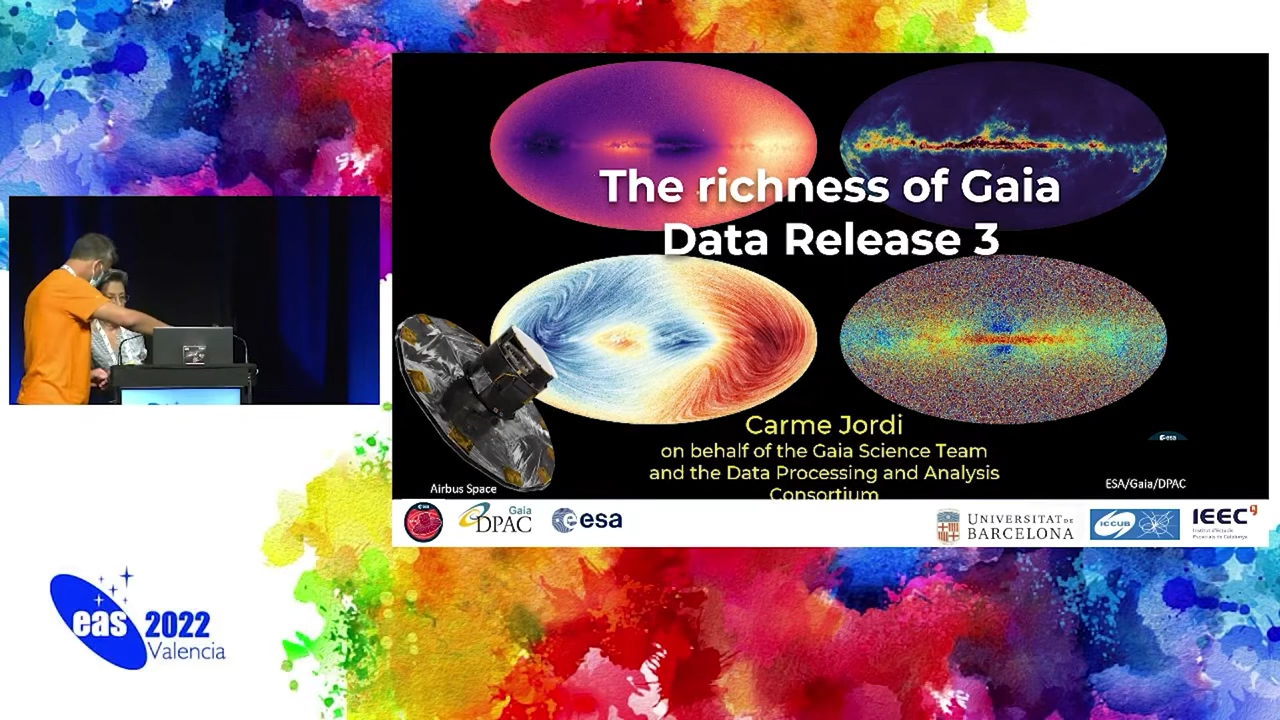 The richness of Gaia
Data Release 3
Carme Jordi
on behalf of the Gaia Science Team
and the Data Processing and Analysis
Consortium
Airbus Space
ESA/Gaia/DPAC
Gaia
DPAC
esa
UNIVERSITAT DE
BARCELONA
ICCUB
IEEC
eas 2022
Valencia